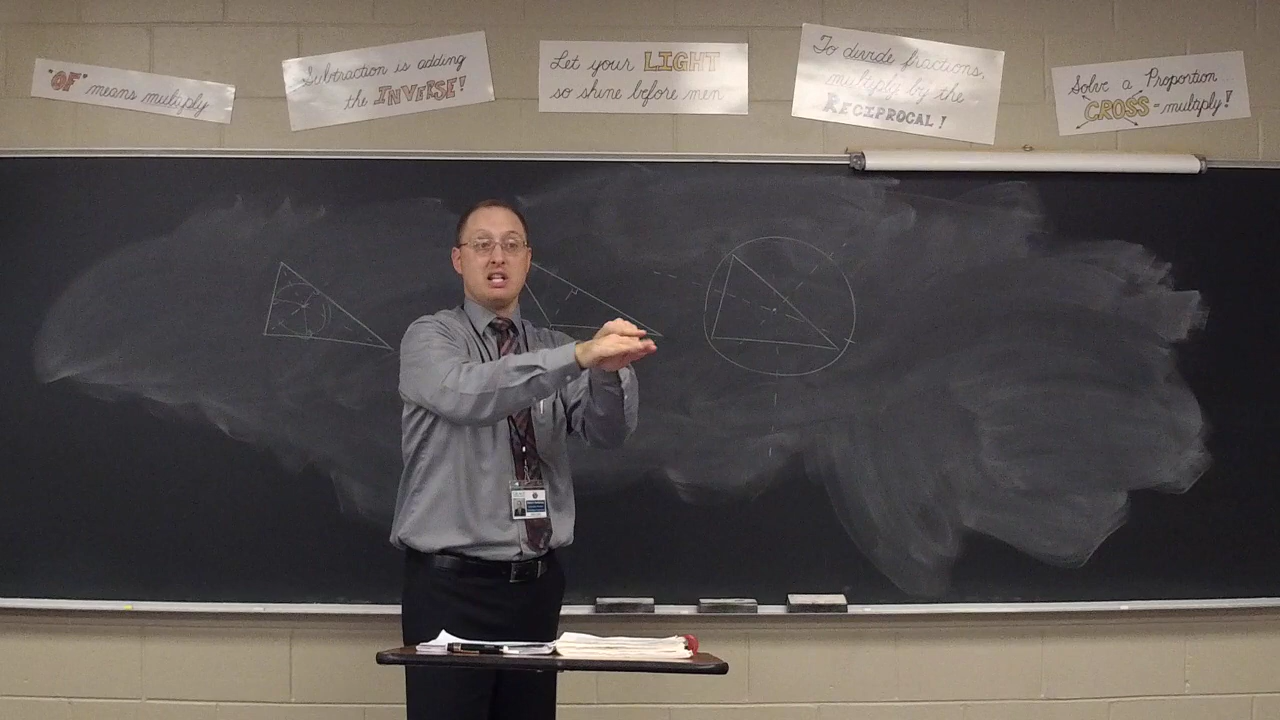 "OF" means multiply
Subtraction is adding
the INVERSE!
Let your LIGHT
so shine before men
To divide fractions,
multiply by the
RECIPROCAL!
Solve a Proportion...
CROSS-multiply!